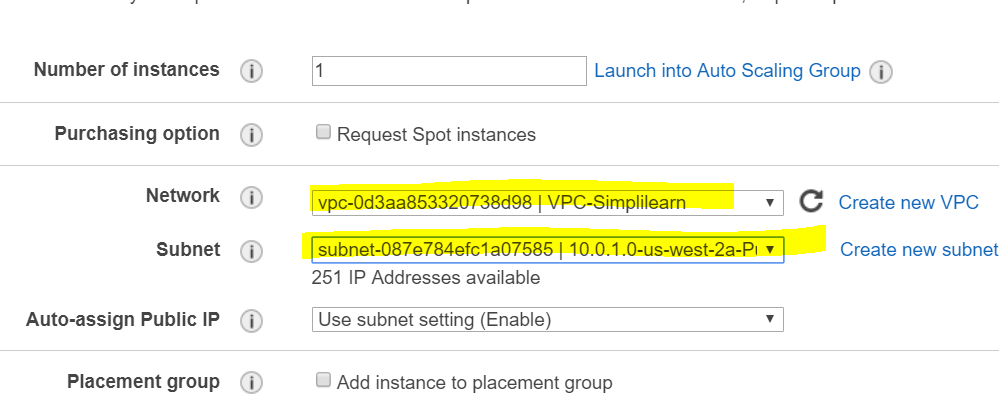 Number of instances i 1 Launch into Auto Scaling Group i
Purchasing option i Request Spot instances
Network i vpc-0d3aa853320738d98 | VPC-Simplilearn Create new VPC
Subnet i subnet-087e784efc1a07585 | 10.0.1.0-us-west-2a- Create new subnet
251 IP Addresses available
Auto-assign Public IP i Use subnet setting (Enable)
Placement group i Add instance to placement group